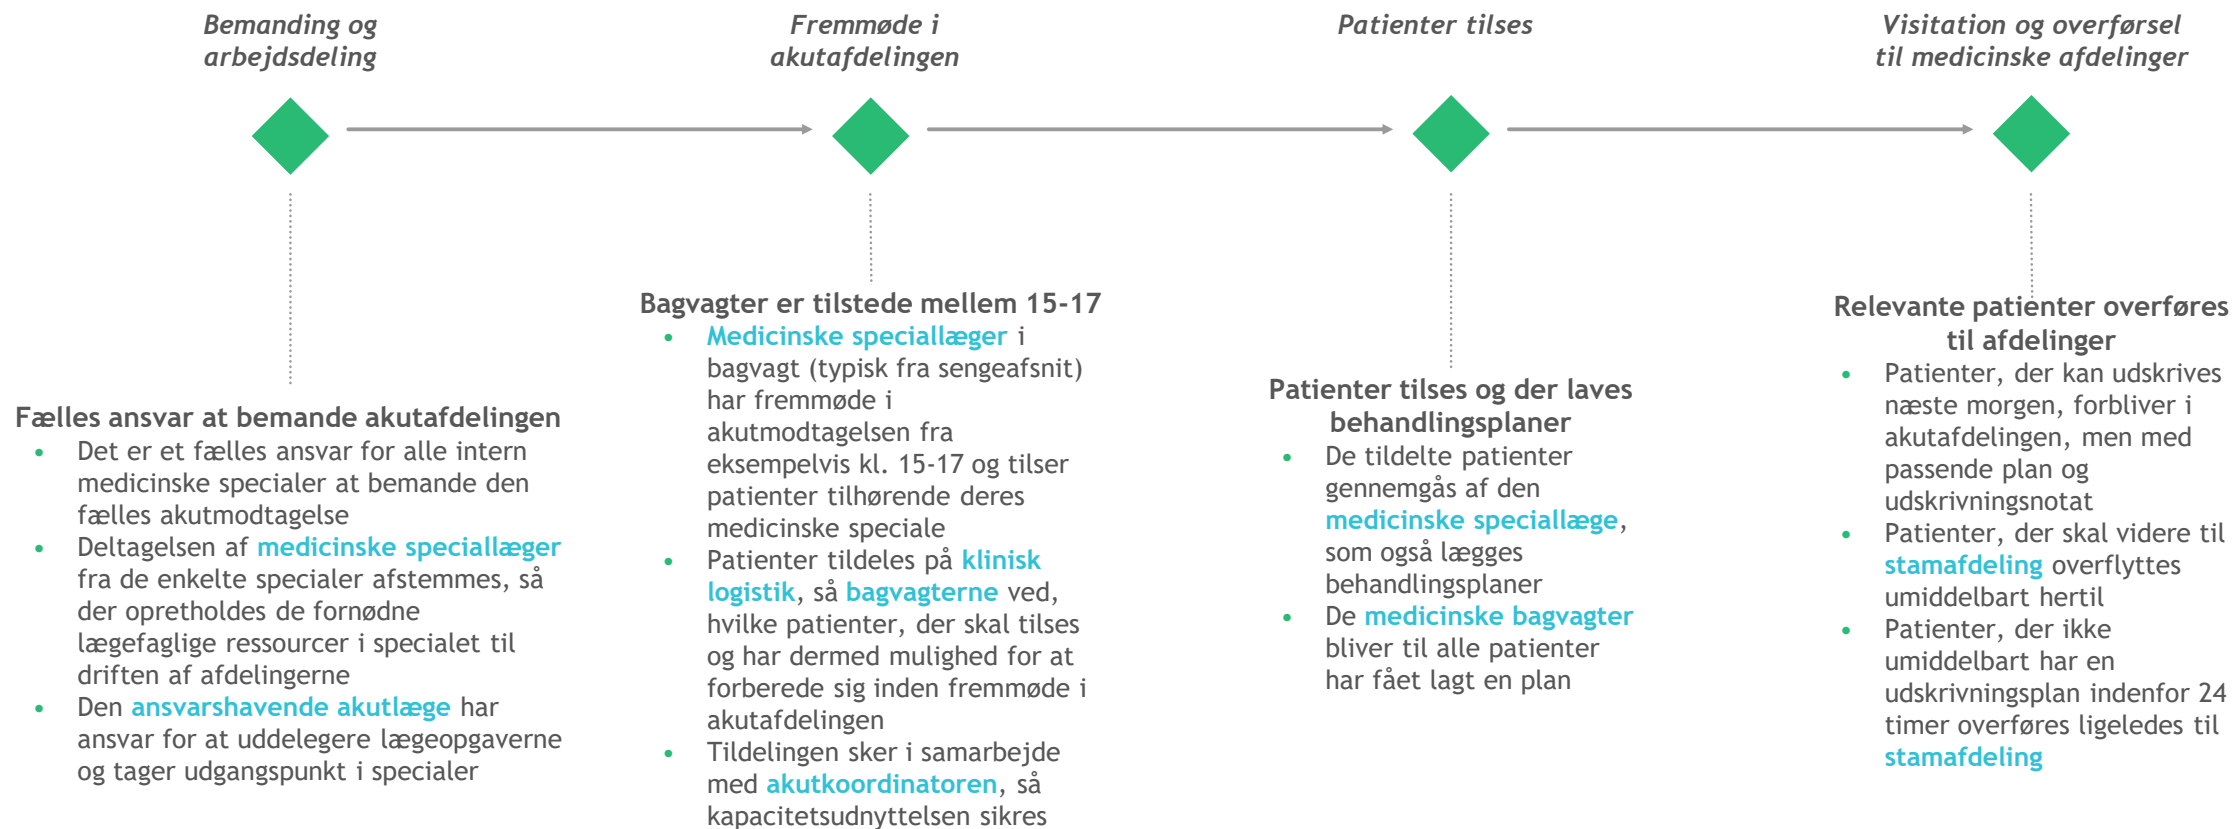 Bemanding og
arbejdsdeling
Fremmøde i
akutafdelingen
Patienter tilses
Visitation og overførsel
til medicinske afdelinger
Fælles ansvar at bemande akutafdelingen
• Det er et fælles ansvar for alle intern
medicinske specialer at bemande den
fælles akutmodtagelse
• Deltagelsen af medicinske speciallæger
fra de enkelte specialer afstemmes, så
der opretholdes de fornødne
lægefaglige ressourcer i specialet til
driften af afdelingerne
• Den ansvarshavende akutlæge har
ansvar for at uddelegere lægeopgaverne
og tager udgangspunkt i specialer
Bagvagter er tilstede mellem 15-17
• Medicinske speciallæger i
bagvagt (typisk fra sengeafsnit)
har fremmøde i
akutmodtagelsen fra
eksempelvis kl. 15-17 og tilser
patienter tilhørende deres
medicinske speciale
• Patienter tildeles på klinisk
logistik, så bagvagterne ved,
hvilke patienter, der skal tilses
og har dermed mulighed for at
forberede sig inden fremmøde i
akutafdelingen
• Tildelingen sker i samarbejde
med akutkoordinatoren, så
kapacitetsudnyttelsen sikres
Patienter tilses og der laves
behandlingsplaner
• De tildelte patienter
gennemgås af den
medicinske speciallæge,
som også lægges
behandlingsplaner
• De medicinske bagvagter
bliver til alle patienter
har fået lagt en plan
Relevante patienter overføres
til afdelinger
• Patienter, der kan udskrives
næste morgen, forbliver i
akutafdelingen, men med
passende plan og
udskrivningsnotat
• Patienter, der skal videre til
stamafdeling overflyttes
umiddelbart hertil
• Patienter, der ikke
umiddelbart har en
udskrivningsplan indenfor 24
timer overføres ligeledes til
stamafdeling